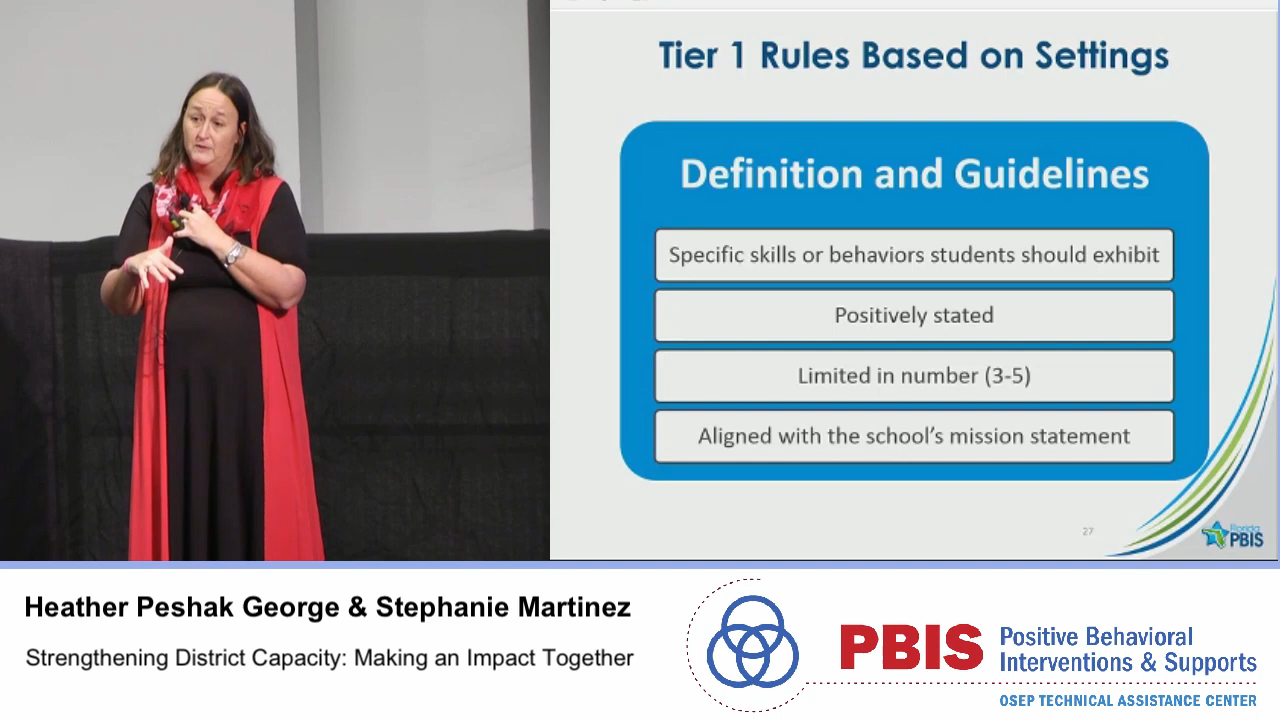 Tier 1 Rules Based on Settings
Definition and Guidelines
Specific skills or behaviors students should exhibit
Positively stated
Limited in number (3-5)
Aligned with the school's mission statement
27
Florida
PBIS
Heather Peshak George & Stephanie Martinez
Strengthening District Capacity: Making an Impact Together
PBIS
Positive Behavioral
Interventions & Supports
OSEP TECHNICAL ASSISTANCE CENTER